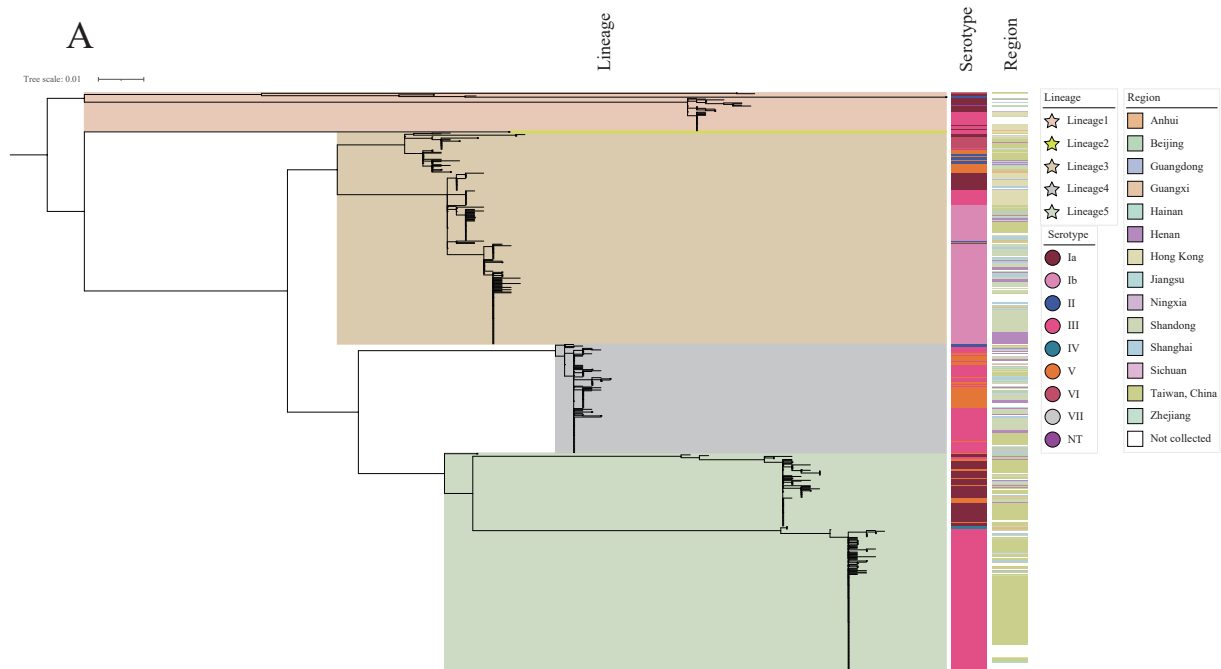 A
Lineage
Serotype
Region
Tree scale: 0.01
Lineage
Lineage1
Lineage2
Lineage3
Lineage4
Lineage5
Serotype
Ia
Ib
II
III
IV
V
VI
VII
NT
Region
Anhui
Beijing
Guangdong
Guangxi
Hainan
Henan
Hong Kong
Jiangsu
Ningxia
Shandong
Shanghai
Sichuan
Taiwan, China
Zhejiang
Not collected